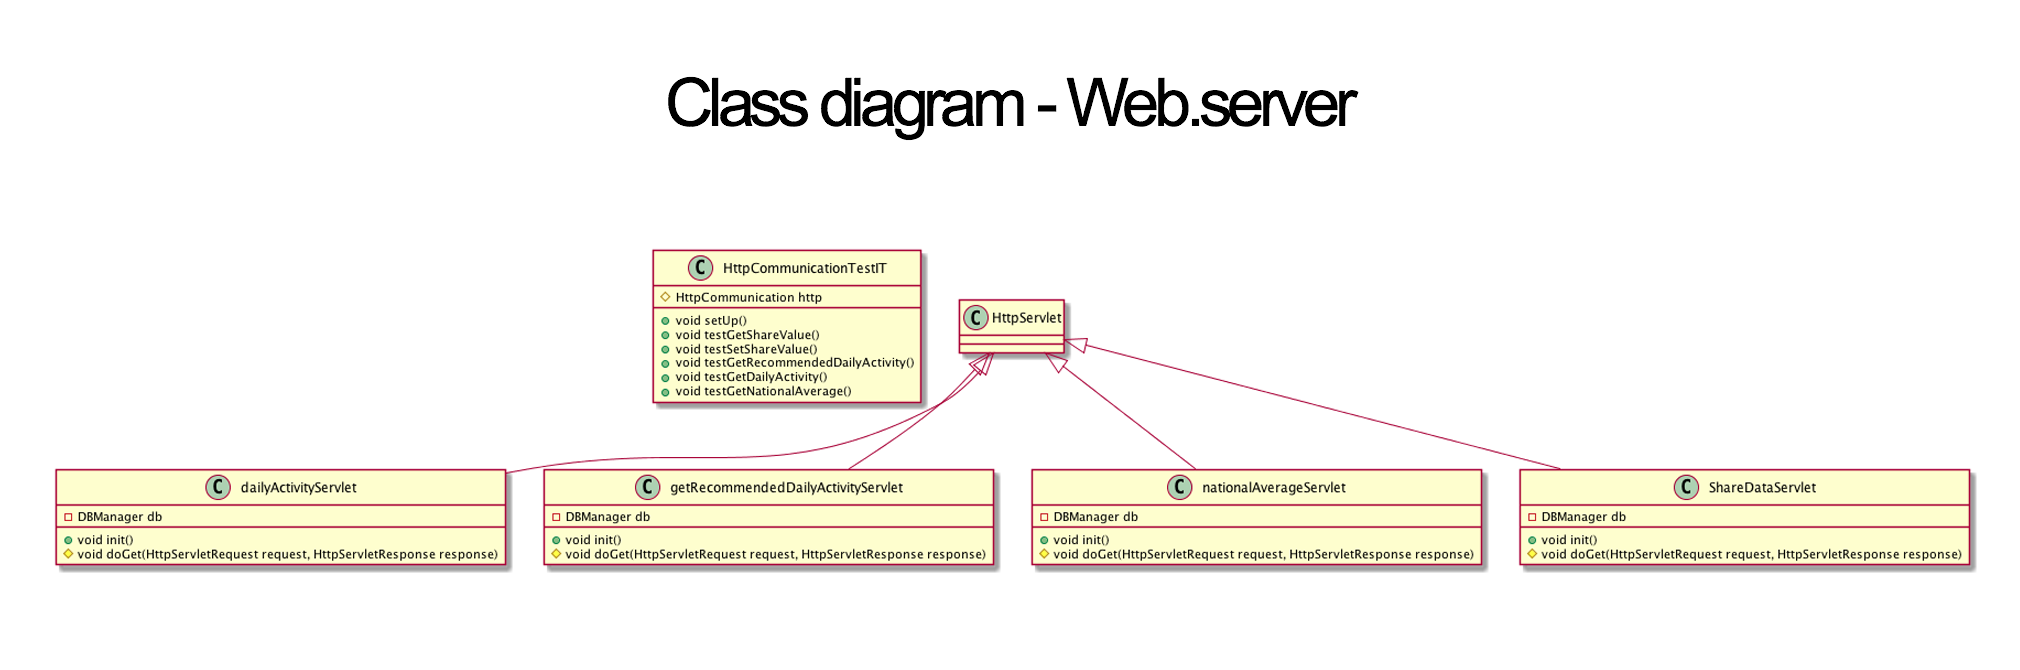 Class diagram - Web.server
C HttpCommunicationTestIT
HttpCommunication http
void setUp()
void testGetShareValue()
void testSetShareValue()
void testGetRecommendedDailyActivity()
void testGetDailyActivity()
void testGetNationalAverage()
C HttpServlet
C dailyActivityServlet
DBManager db
void init()
void doGet(HttpServletRequest request, HttpServletResponse response)
C getRecommendedDailyActivityServlet
DBManager db
void init()
void doGet(HttpServletRequest request, HttpServletResponse response)
C nationalAverageServlet
DBManager db
void init()
void doGet(HttpServletRequest request, HttpServletResponse response)
C ShareDataServlet
DBManager db
void init()
void doGet(HttpServletRequest request, HttpServletResponse response)